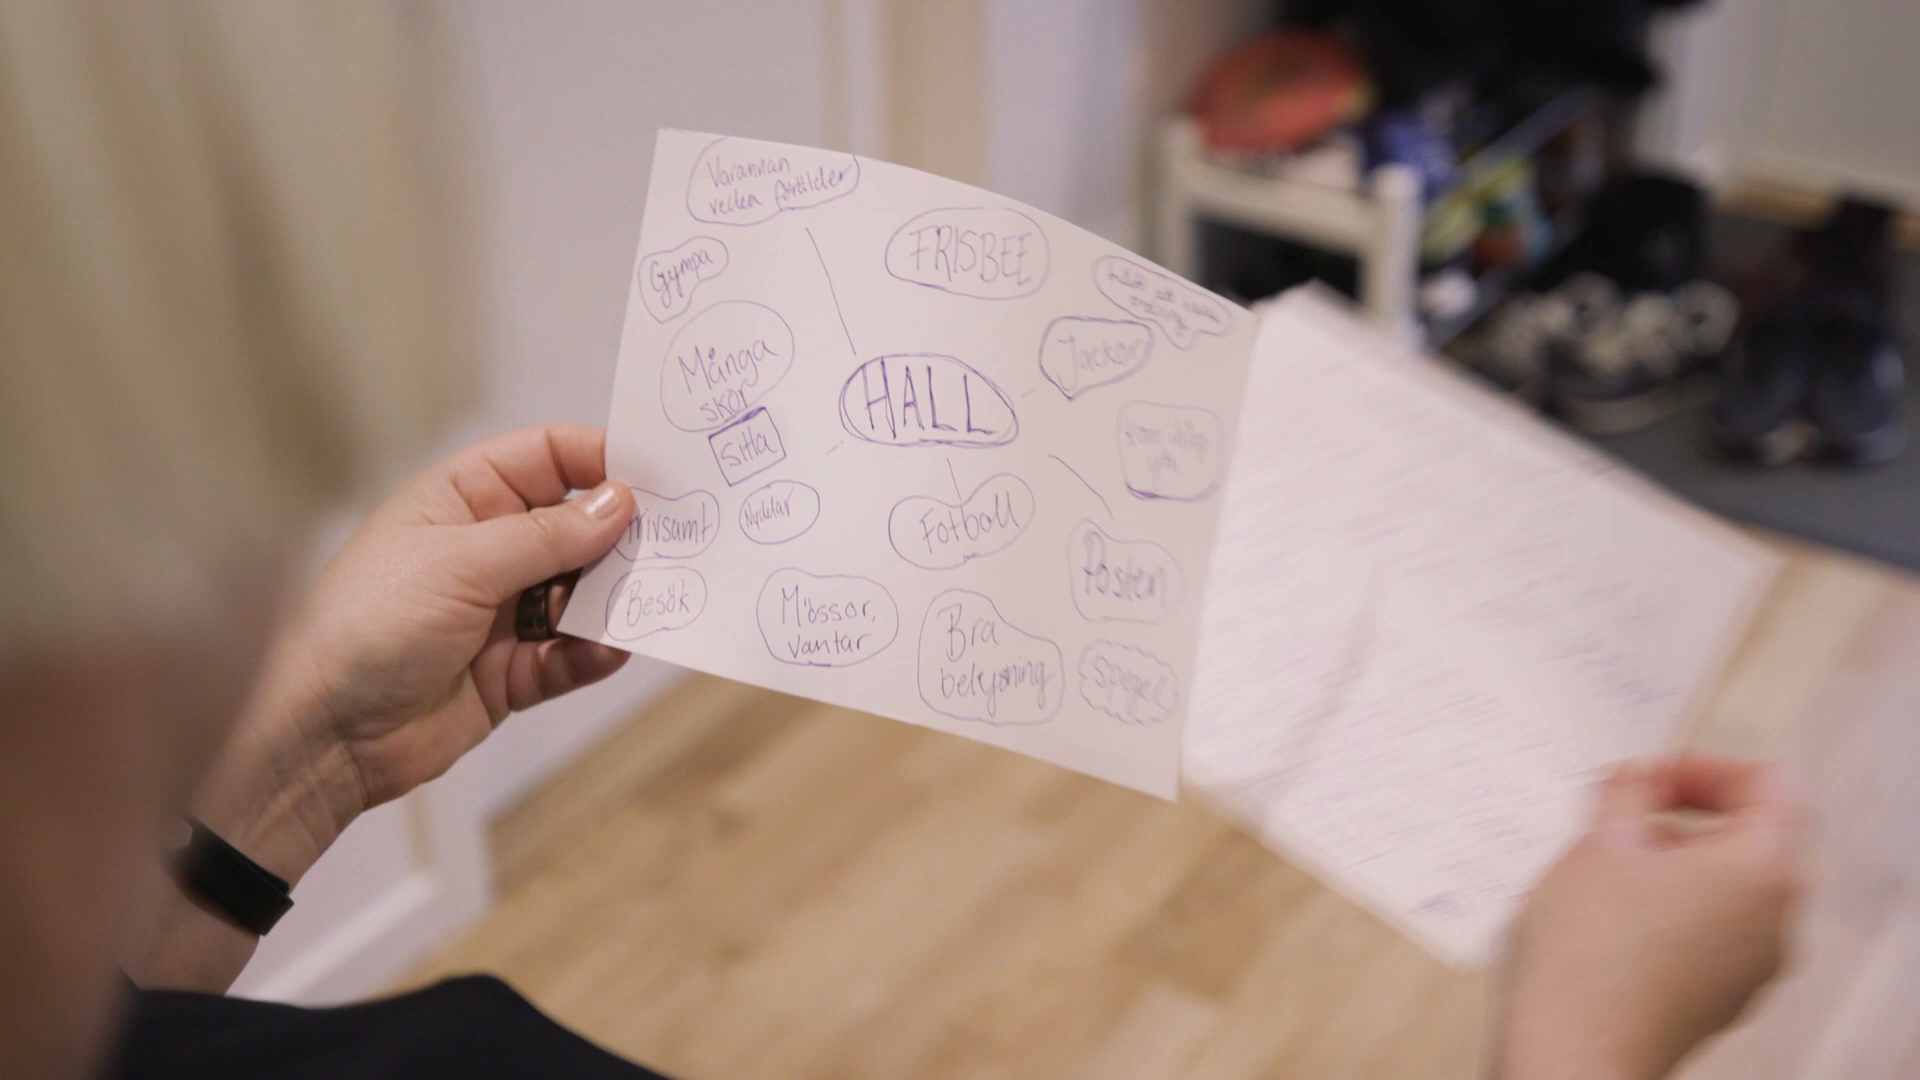 Varannan
vecka förälder
FRISBEE
Gympa
Jackor
Många
skor
HALL
sitta
Trivsamt
Nycklar
Fotboll
Posten
Besök
Mössor,
vantar
Bra
belysning
Spegel